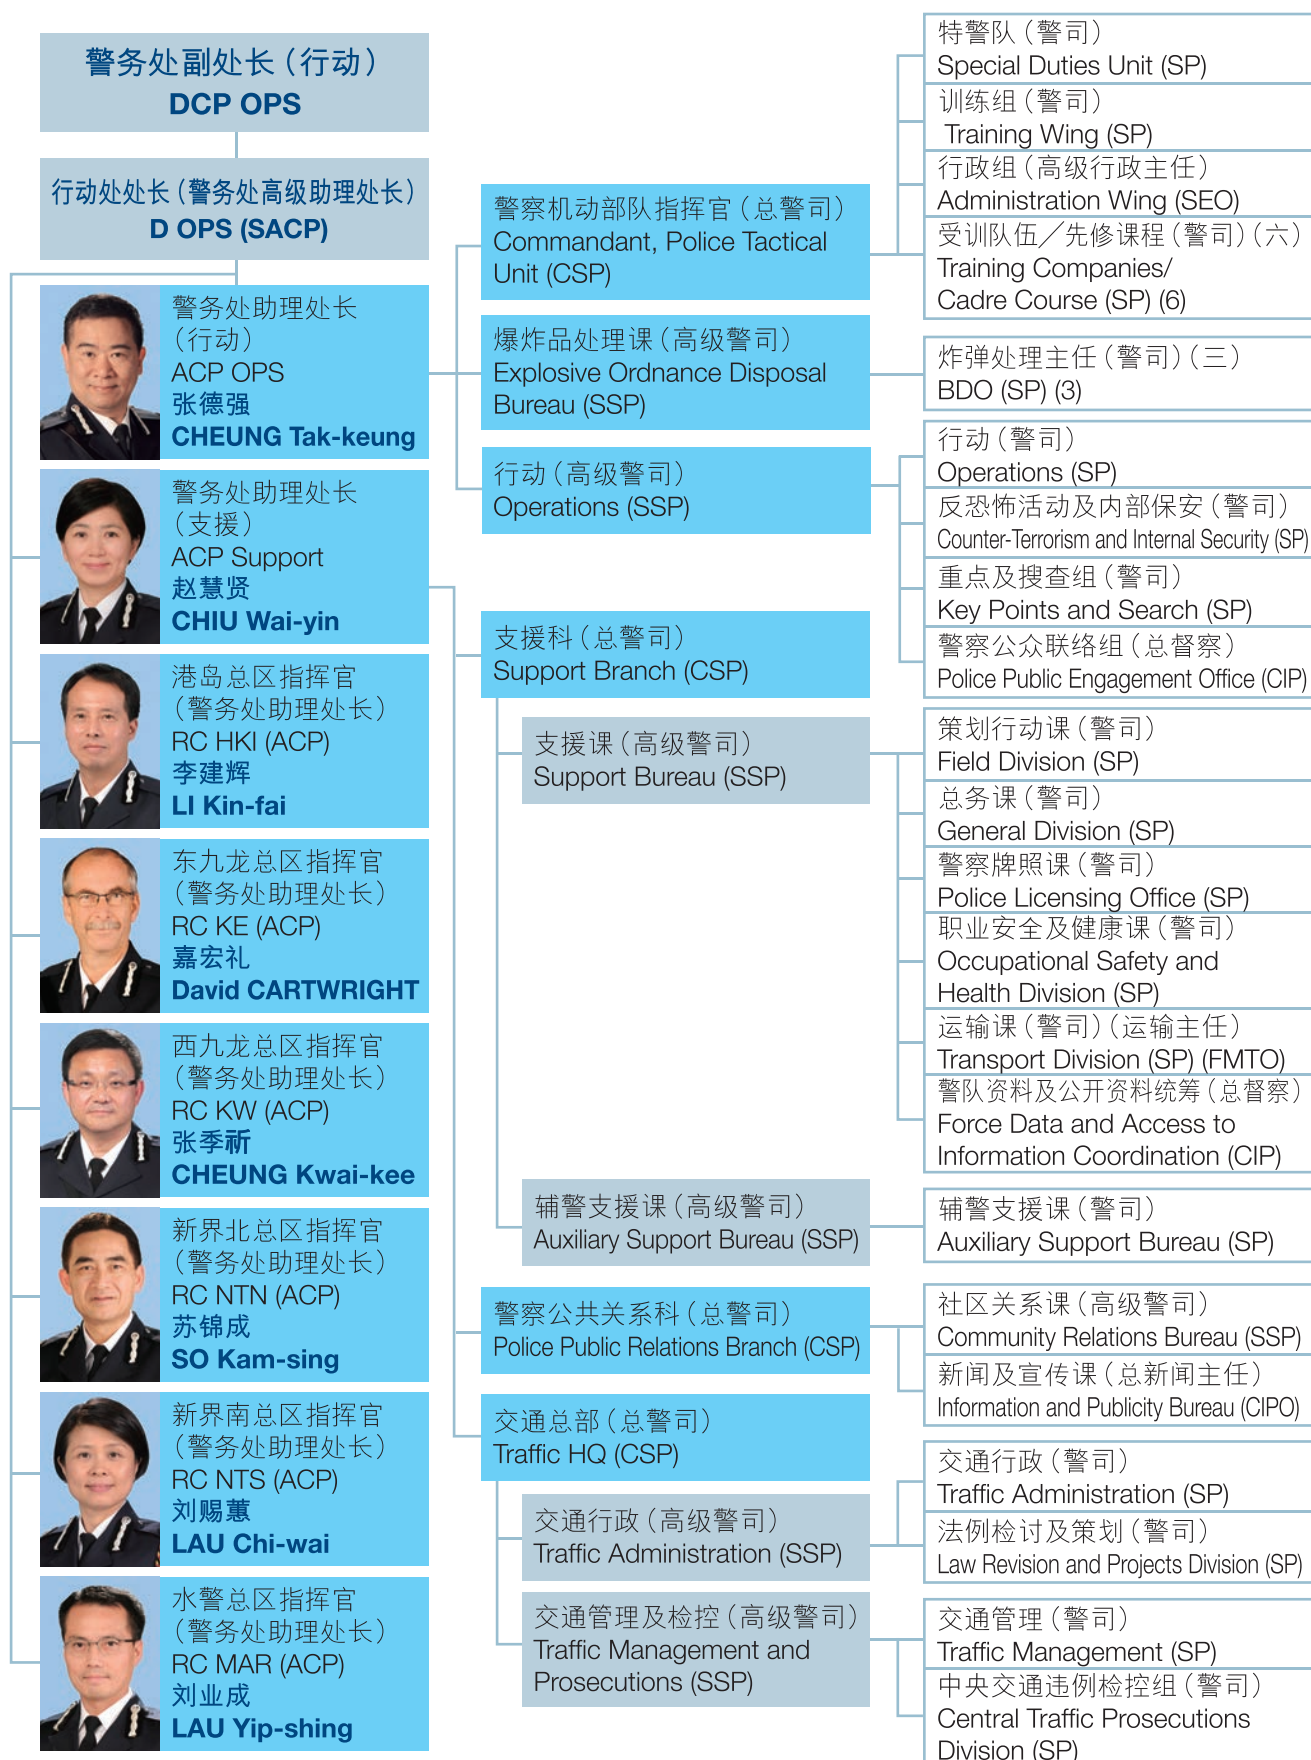 警务处副处长（行动）
DCP OPS
行动处处长（警务处高级助理处长）
D OPS (SACP)
警务处助理处长
（行动）
ACP OPS
张德强
CHEUNG Tak-keung
警务处助理处长
（支援）
ACP Support
赵慧贤
CHIU Wai-yin
港岛总区指挥官
（警务处助理处长）
RC HKI (ACP)
李建辉
LI Kin-fai
东九龙总区指挥官
（警务处助理处长）
RC KE (ACP)
嘉宏礼
David CARTWRIGHT
西九龙总区指挥官
（警务处助理处长）
RC KW (ACP)
张季祈
CHEUNG Kwai-kee
新界北总区指挥官
（警务处助理处长）
RC NTN (ACP)
苏锦成
SO Kam-sing
新界南总区指挥官
（警务处助理处长）
RC NTS (ACP)
刘赐蕙
LAU Chi-wai
水警总区指挥官
（警务处助理处长）
RC MAR (ACP)
刘业成
LAU Yip-shing
警察机动部队指挥官（总警司）
Commandant, Police Tactical
Unit (CSP)
爆炸品处理课（高级警司）
Explosive Ordnance Disposal
Bureau (SSP)
行动（高级警司）
Operations (SSP)
支援科（总警司）
Support Branch (CSP)
支援课（高级警司）
Support Bureau (SSP)
辅警支援课（高级警司）
Auxiliary Support Bureau (SSP)
警察公共关系科（总警司）
Police Public Relations Branch (CSP)
交通总部（总警司）
Traffic HQ (CSP)
交通行政（高级警司）
Traffic Administration (SSP)
交通管理及检控（高级警司）
Traffic Management and
Prosecutions (SSP)
特警队（警司）
Special Duties Unit (SP)
训练组（警司）
Training Wing (SP)
行政组（高级行政主任）
Administration Wing (SEO)
受训队伍／先修课程（警司）（六）
Training Companies/
Cadre Course (SP) (6)
炸弹处理主任（警司）（三）
BDO (SP) (3)
行动（警司）
Operations (SP)
反恐怖活动及内部保安（警司）
Counter-Terrorism and Internal Security (SP)
重点及搜查组（警司）
Key Points and Search (SP)
警察公众联络组（总督察）
Police Public Engagement Office (CIP)
策划行动课（警司）
Field Division (SP)
总务课（警司）
General Division (SP)
警察牌照课（警司）
Police Licensing Office (SP)
职业安全及健康课（警司）
Occupational Safety and
Health Division (SP)
运输课（警司）（运输主任）
Transport Division (SP) (FMTO)
警队资料及公开资料统筹（总督察）
Force Data and Access to
Information Coordination (CIP)
辅警支援课（警司）
Auxiliary Support Bureau (SP)
社区关系课（高级警司）
Community Relations Bureau (SSP)
新闻及宣传课（总新闻主任）
Information and Publicity Bureau (CIPO)
交通行政（警司）
Traffic Administration (SP)
法例检讨及策划（警司）
Law Revision and Projects Division (SP)
交通管理（警司）
Traffic Management (SP)
中央交通违例检控组（警司）
Central Traffic Prosecutions
Division (SP)